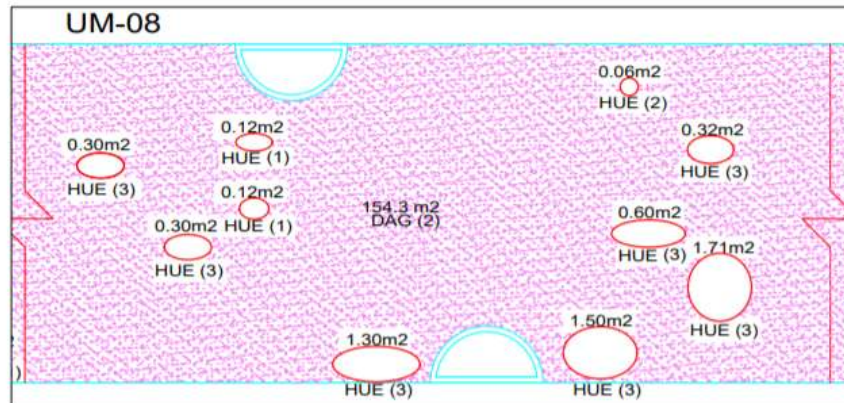 UM-08
0.06m2
HUE (2)
0.12m2
HUE (1)
0.32m2
HUE (3)
0.30m2
HUE (3)
0.12m2
HUE (1)
154.3 m2
DAG (2)
0.60m2
HUE (3)
0.30m2
HUE (3)
1.71m2
HUE (3)
1.30m2
HUE (3)
1.50m2
HUE (3)
)